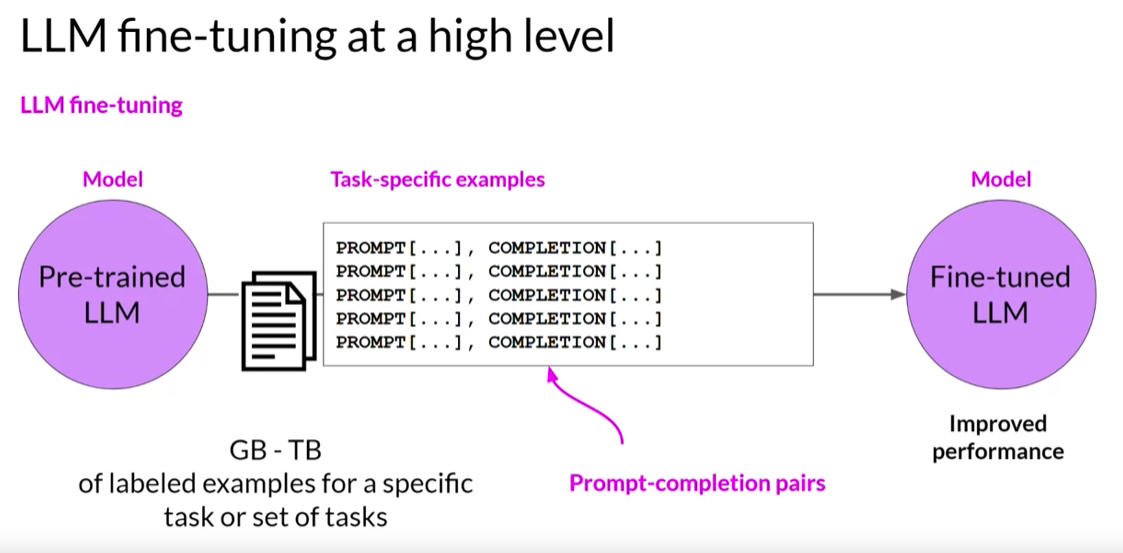 LLM fine-tuning at a high level
LLM fine-tuning
Model
Task-specific examples
Model
Pre-trained
LLM
PROMPT[...], COMPLETION[...]
PROMPT[...], COMPLETION[...]
PROMPT[...], COMPLETION[...]
PROMPT[...], COMPLETION[...]
PROMPT[...], COMPLETION[...]
Fine-tuned
LLM
GB - TB
of labeled examples for a specific
task or set of tasks
Prompt-completion pairs
Improved
performance